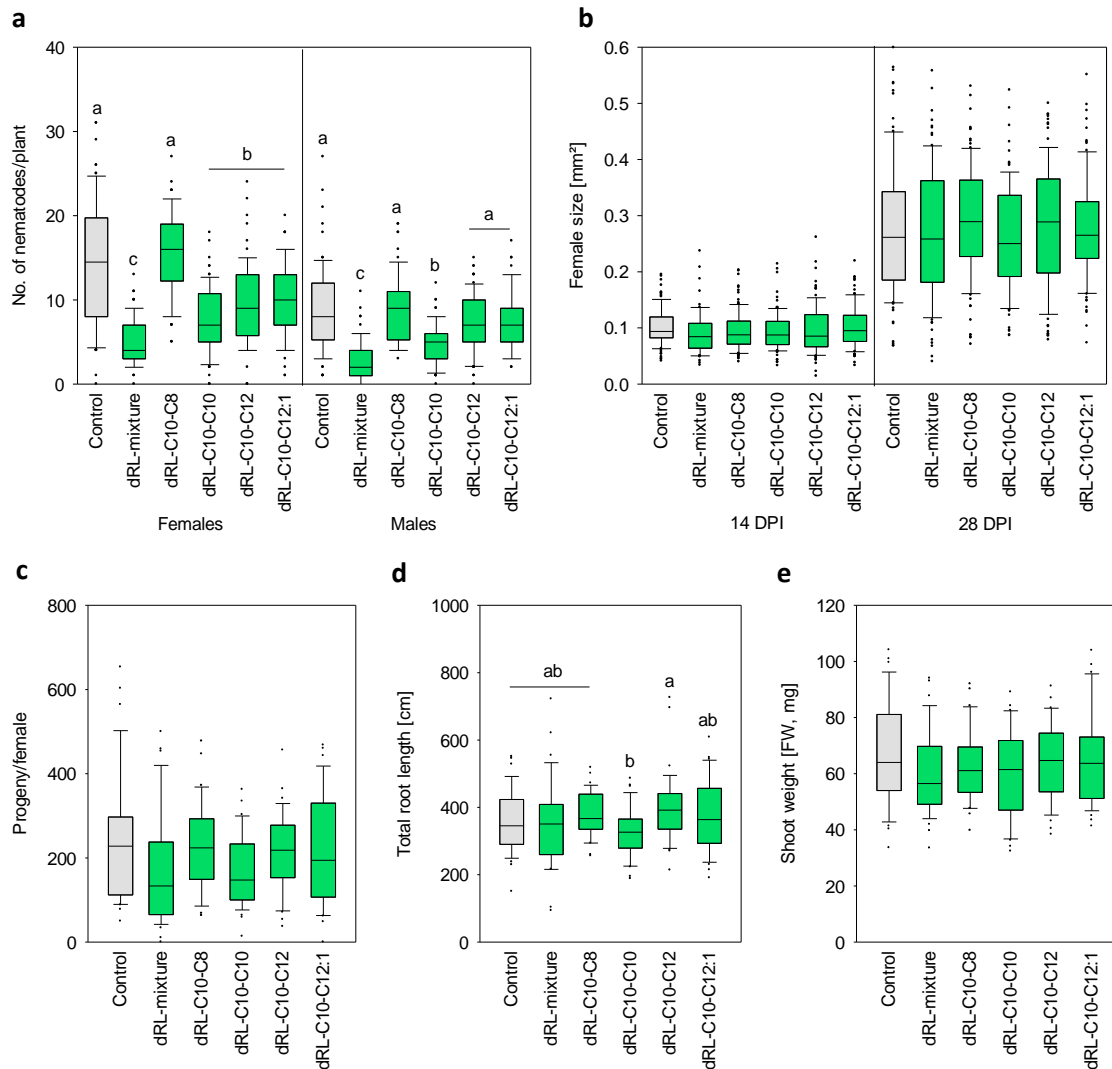 a
No. of nematodes/plant
40
30
20
10
0
a
c
a
b
a
c
a
b
a
Control
dRL-mixture
dRL-C10-C8
dRL-C10-C10
dRL-C10-C12
dRL-C10-C12:1
Control
dRL-mixture
dRL-C10-C8
dRL-C10-C10
dRL-C10-C12
dRL-C10-C12:1
Females
Males
b
Female size [mm²]
0.6
0.5
0.4
0.3
0.2
0.1
0.0
Control
dRL-mixture
dRL-C10-C8
dRL-C10-C10
dRL-C10-C12
dRL-C10-C12:1
Control
dRL-mixture
dRL-C10-C8
dRL-C10-C10
dRL-C10-C12
dRL-C10-C12:1
14 DPI
28 DPI
c
Progeny/female
800
600
400
200
0
Control
dRL-mixture
dRL-C10-C8
dRL-C10-C10
dRL-C10-C12
dRL-C10-C12:1
d
Total root length [cm]
1000
800
600
400
200
0
ab
b
a
ab
Control
dRL-mixture
dRL-C10-C8
dRL-C10-C10
dRL-C10-C12
dRL-C10-C12:1
e
Shoot weight [FW, mg]
120
100
80
60
40
20
0
Control
dRL-mixture
dRL-C10-C8
dRL-C10-C10
dRL-C10-C12
dRL-C10-C12:1